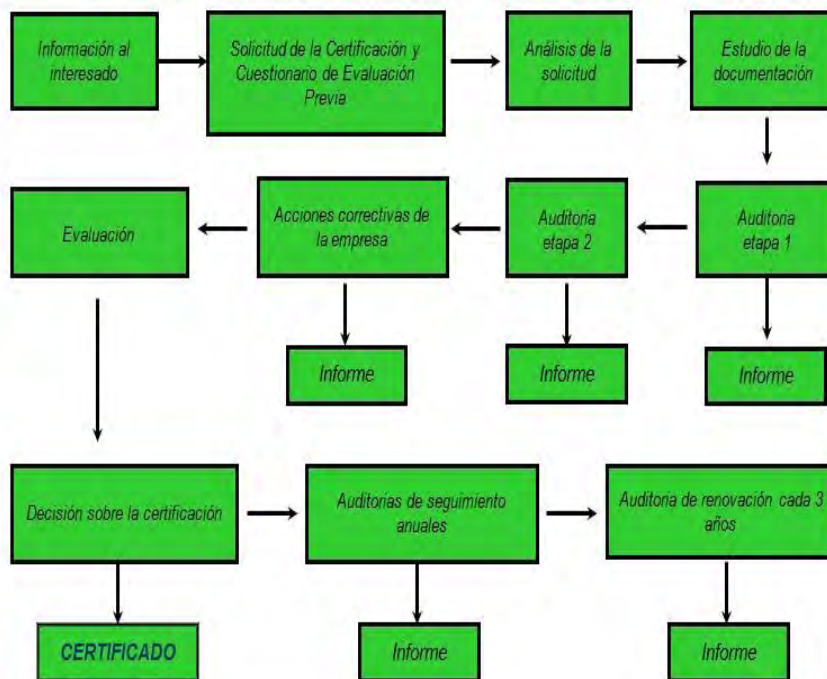 Información al
interesado
Solicitud de la Certificación y
Cuestionario de Evaluación
Previa
Análisis de la
solicitud
Estudio de la
documentación
Evaluación
Acciones correctivas de
la empresa
Auditoria
etapa 2
Auditoria
etapa 1
Informe
Informe
Informe
Decisión sobre la certificación
Auditorías de seguimiento
anuales
Auditoria de renovación cada 3
años
CERTIFICADO
Informe
Informe